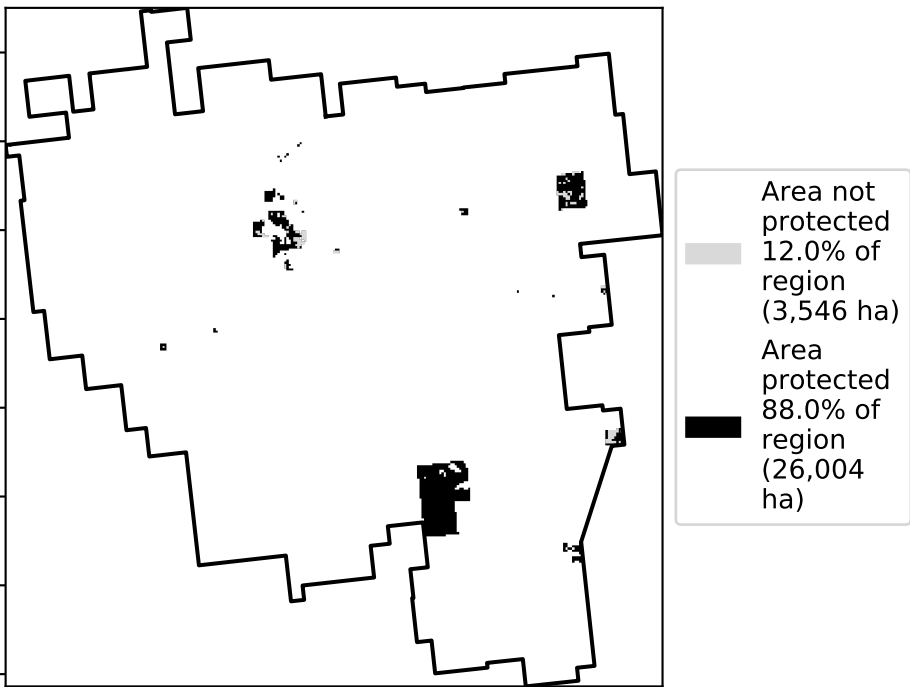 Area not
protected
12.0% of
region
(3,546 ha)
Area
protected
88.0% of
region
(26,004
ha)